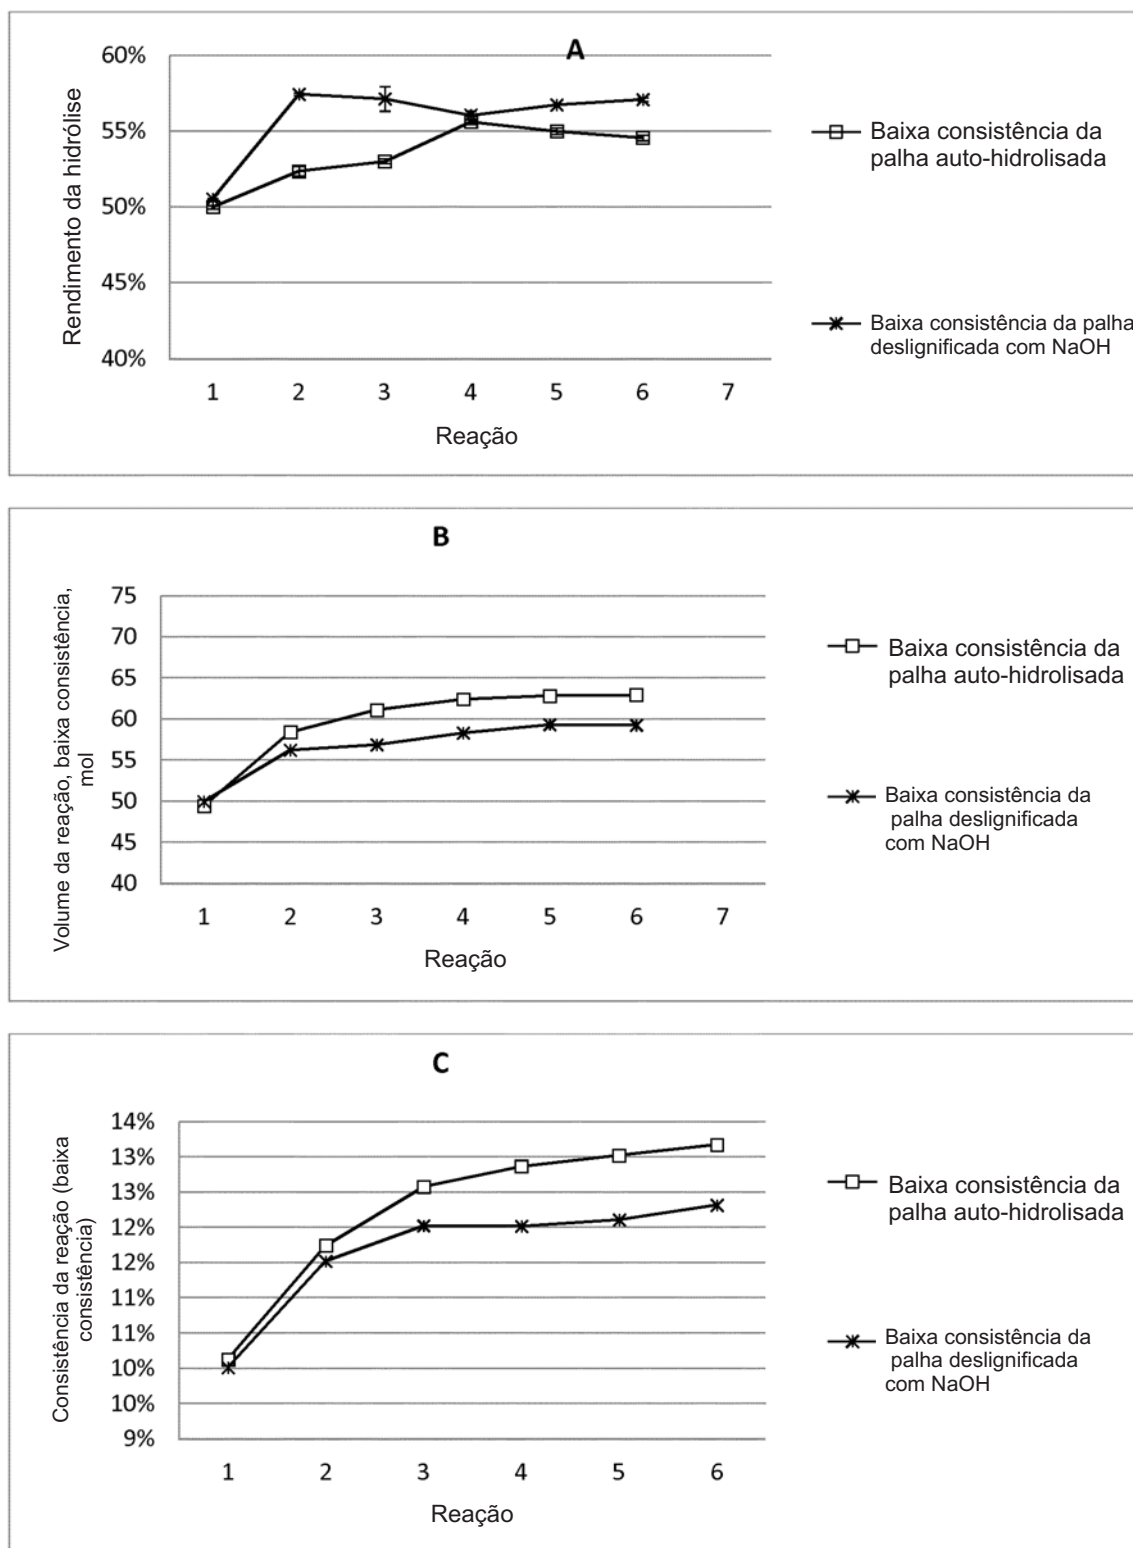 A
Rendimento da hidrólise
60%
55%
50%
45%
40%
1 2 3 4 5 6 7
Reação
Baixa consistência da
palha auto-hidrolisada
Baixa consistência da palha
deslignificada com NaOH
B
Volume da reação, baixa consistência,
mol
75
70
65
60
55
50
45
40
1 2 3 4 5 6 7
Reação
Baixa consistência da
palha auto-hidrolisada
Baixa consistência da
palha deslignificada
com NaOH
C
Consistência da reação (baixa
consistência)
14%
13%
13%
12%
12%
11%
11%
10%
10%
9%
1 2 3 4 5 6
Reação
Baixa consistência da
palha auto-hidrolisada
Baixa consistência da
palha deslignificada
com NaOH